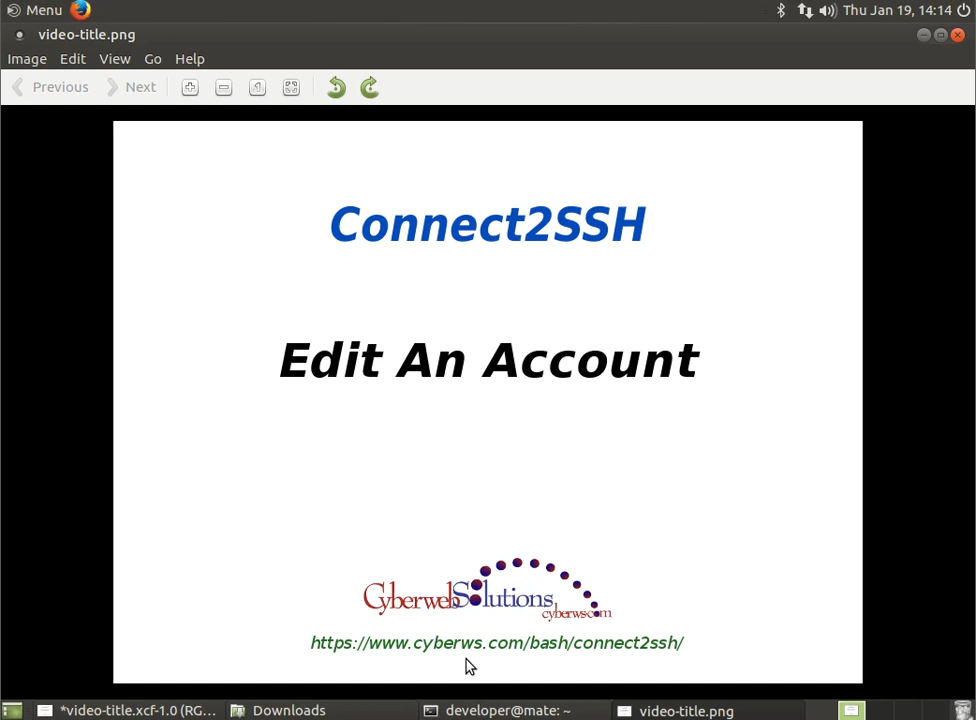 Menu
Thu Jan 19, 14:14
video-title.png
Image Edit View Go Help
Previous Next
Connect2SSH
Edit An Account
CyberwebSolutions
cyberws.com
https://www.cyberws.com/bash/connect2ssh/
*video-title.xcf-1.0 (RG... Downloads developer@mate: ~ video-title.png